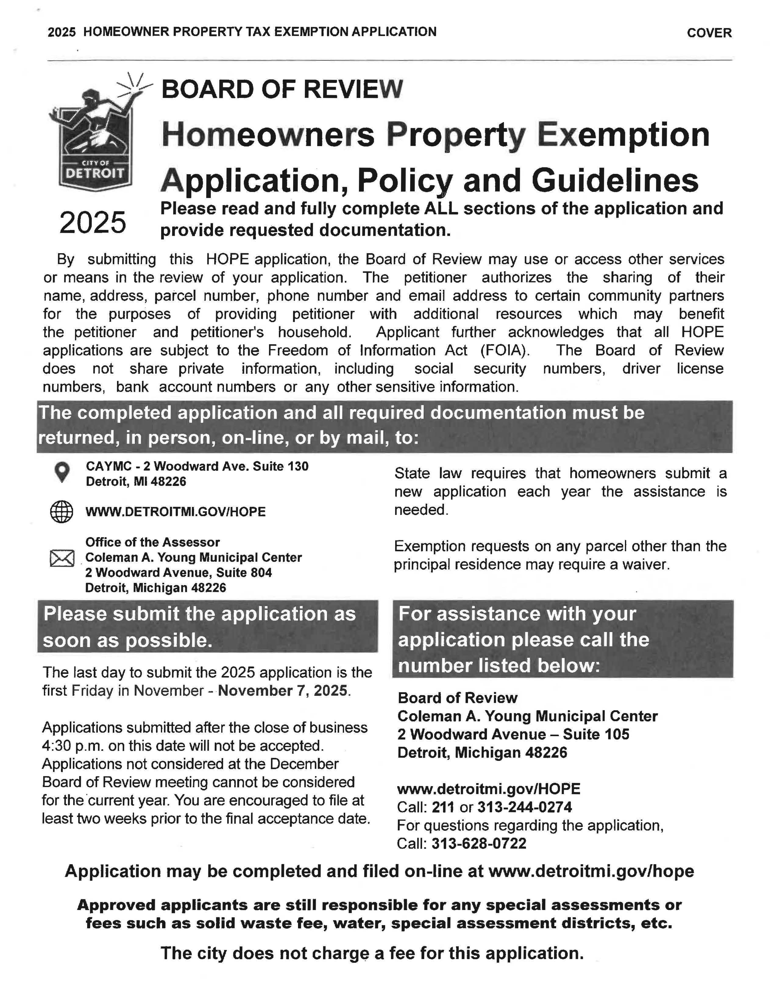 2025 HOMEOWNER PROPERTY TAX EXEMPTION APPLICATION
COVER
CITY OF
DETROIT
2025
BOARD OF REVIEW
Homeowners Property Exemption
Application, Policy and Guidelines
Please read and fully complete ALL sections of the application and
provide requested documentation.
By submitting this HOPE application, the Board of Review may use or access other services
or means in the review of your application. The petitioner authorizes the sharing of their
name, address, parcel number, phone number and email address to certain community partners
for the purposes of providing petitioner with additional resources which may benefit
the petitioner and petitioner's household. Applicant further acknowledges that all HOPE
applications are subject to the Freedom of Information Act (FOIA). The Board of Review
does not share private information, including social security numbers, driver license
numbers, bank account numbers or any other sensitive information.
The completed application and all required documentation must be
returned, in person, on-line, or by mail, to:
CAYMC - 2 Woodward Ave. Suite 130
Detroit, MI 48226
WWW.DETROITMI.GOV/HOPE
Office of the Assessor
Coleman A. Young Municipal Center
2 Woodward Avenue, Suite 804
Detroit, Michigan 48226
State law requires that homeowners submit a
new application each year the assistance is
needed.
Exemption requests on any parcel other than the
principal residence may require a waiver.
Please submit the application as
soon as possible.
The last day to submit the 2025 application is the
first Friday in November - November 7, 2025.
Applications submitted after the close of business
4:30 p.m. on this date will not be accepted.
Applications not considered at the December
Board of Review meeting cannot be considered
for the current year. You are encouraged to file at
least two weeks prior to the final acceptance date.
For assistance with your
application please call the
number listed below:
Board of Review
Coleman A. Young Municipal Center
2 Woodward Avenue – Suite 105
Detroit, Michigan 48226
www.detroitmi.gov/HOPE
Call: 211 or 313-244-0274
For questions regarding the application,
Call: 313-628-0722
Application may be completed and filed on-line at www.detroitmi.gov/hope
Approved applicants are still responsible for any special assessments or
fees such as solid waste fee, water, special assessment districts, etc.
The city does not charge a fee for this application.